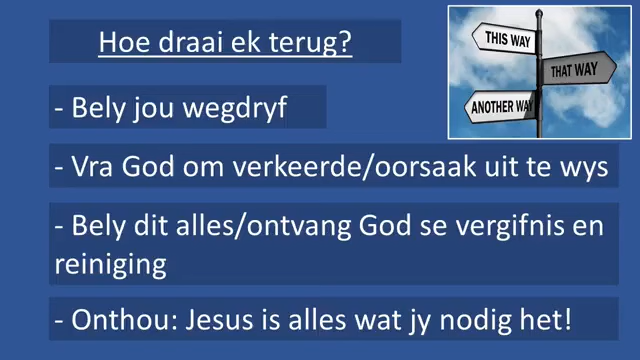 Hoe draai ek terug?
THIS WAY
THAT WAY
ANOTHER WAY
- Bely jou wegdryf
- Vra God om verkeerde/oorsaak uit te wys
- Bely dit alles/ontvang God se vergifnis en
reiniging
- Onthou: Jesus is alles wat jy nodig het!